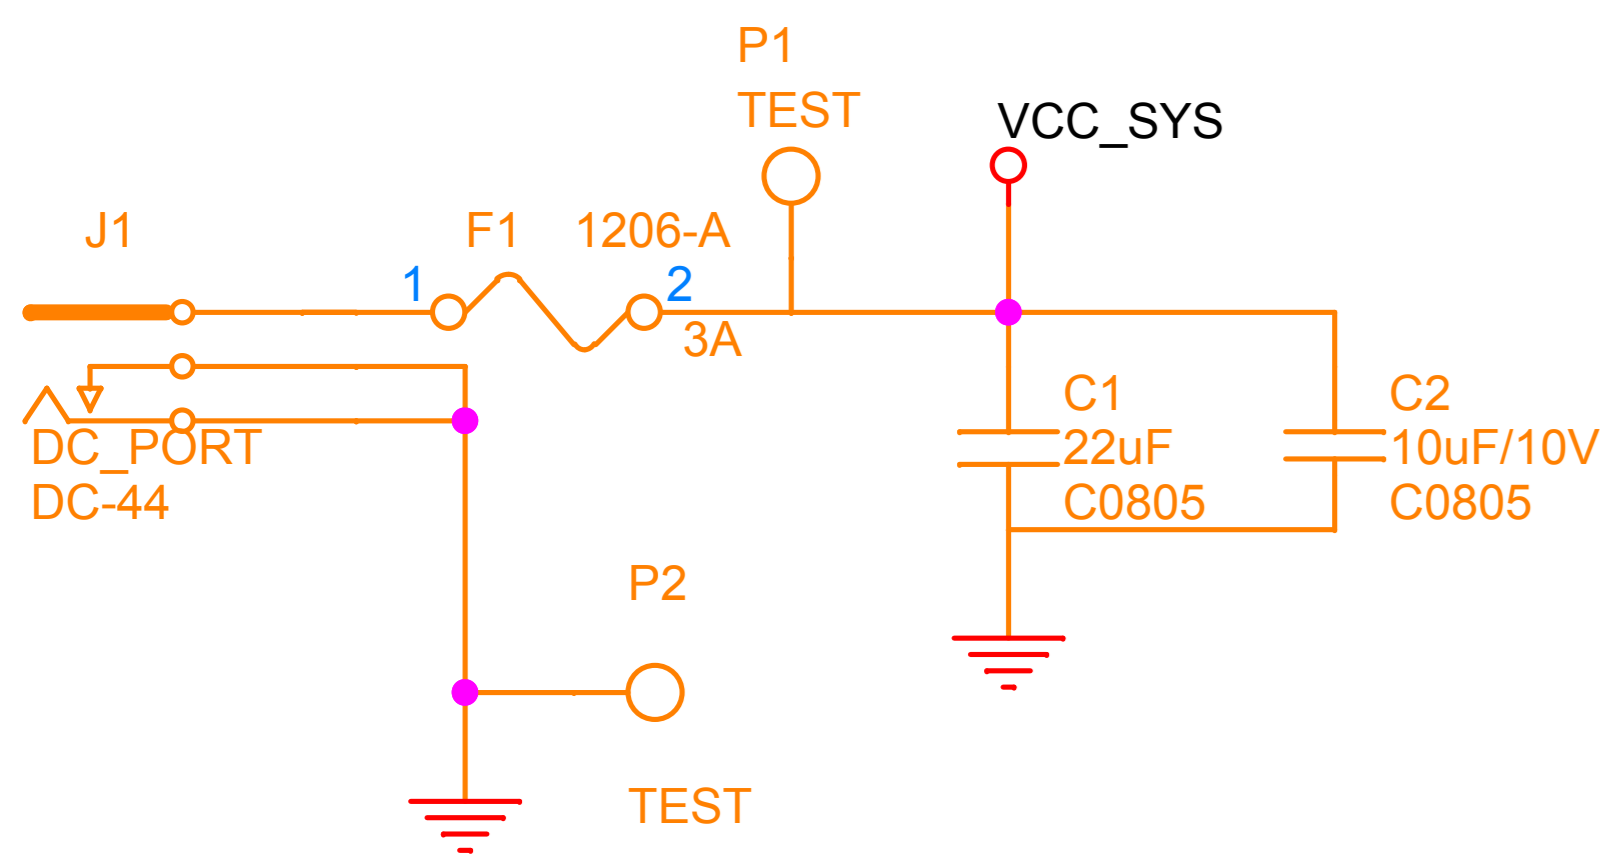 P1
TEST
VCC_SYS
J1
F1
1206-A
1
2
3A
DC_PORT
DC-44
C1
22uF
C0805
C2
10uF/10V
C0805
P2
TEST